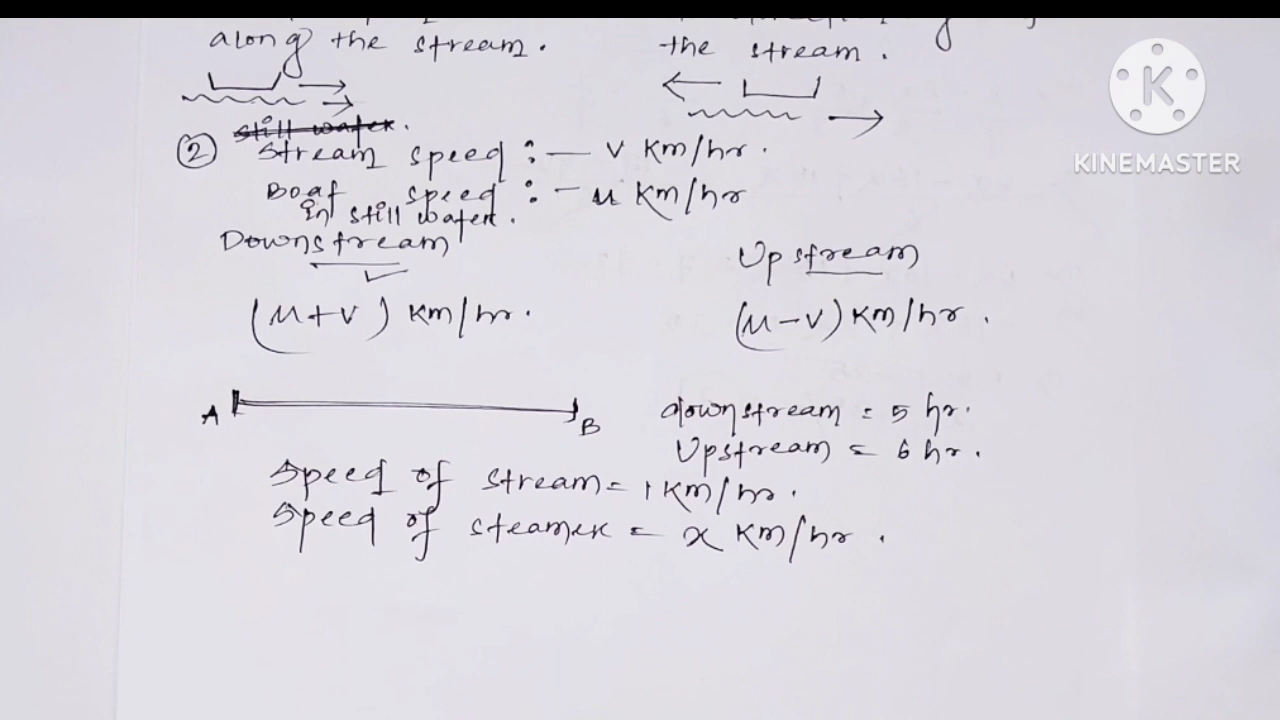 along the stream.
the stream.
still water.
② Stream speed :— v Km/hr.
Boat speed :— u Km/hr
in still water.
Downstream
Upstream
(u+v) Km/hr.
(u-v) Km/hr.
A
B
downstream = 5 hr.
Upstream = 6 hr.
Speed of stream = 1 Km/hr.
Speed of steamer = x Km/hr.
KINEMASTER